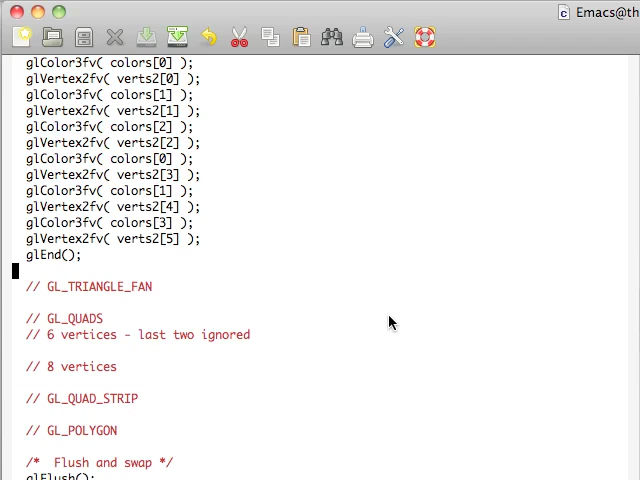 Emacs@th
glColor3fv( colors[0] );
glVertex2fv( verts2[0] );
glColor3fv( colors[1] );
glVertex2fv( verts2[1] );
glColor3fv( colors[2] );
glVertex2fv( verts2[2] );
glColor3fv( colors[0] );
glVertex2fv( verts2[3] );
glColor3fv( colors[1] );
glVertex2fv( verts2[4] );
glColor3fv( colors[3] );
glVertex2fv( verts2[5] );
glEnd();
// GL_TRIANGLE_FAN
// GL_QUADS
// 6 vertices - last two ignored
// 8 vertices
// GL_QUAD_STRIP
// GL_POLYGON
/*  Flush and swap */
glFlush();